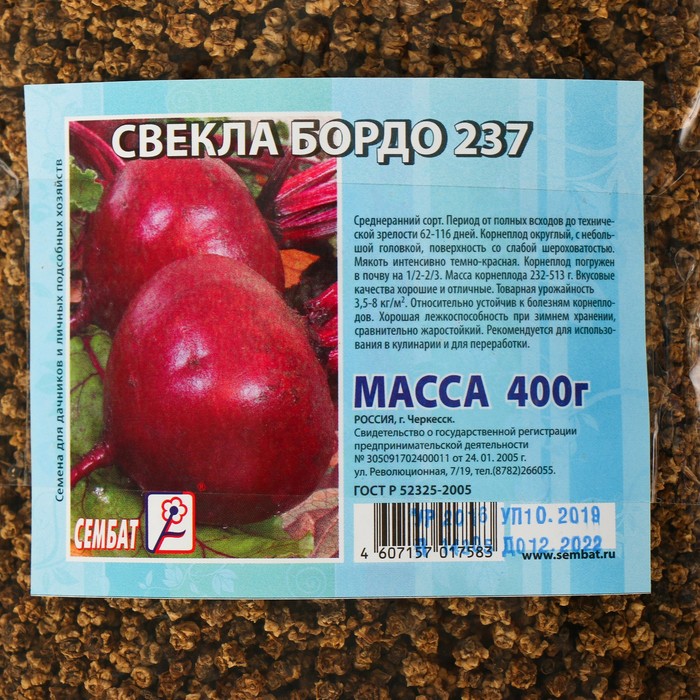 СВЕКЛА БОРДО 237
Семена для дачников и личных подсобных хозяйств
Среднеранний сорт. Период от полных всходов до техниче-
ской зрелости 62-116 дней. Корнеплод округлый, с неболь-
шой головкой, поверхность со слабой шероховатостью.
Мякоть интенсивно темно-красная. Корнеплод погружен
в почву на 1/2-2/3. Масса корнеплода 232-513 г. Вкусовые
качества хорошие и отличные. Товарная урожайность
3,5-8 кг/м². Относительно устойчив к болезням корнепло-
дов. Хорошая лежкоспособность при зимнем хранении,
сравнительно жаростойкий. Рекомендуется для использо-
вания в кулинарии и для переработки.
МАССА 400г
РОССИЯ, г. Черкесск.
Свидетельство о государственной регистрации
предпринимательской деятельности
№ 305091702400011 от 24. 01. 2005 г.
ул. Революционная, 7/19, тел.(8782)266055.
ГОСТ Р 52325-2005
УР 2018 УП10. 2019
ДО12. 2022
4 607157 017583
www.sembat.ru
СЕМБАТ